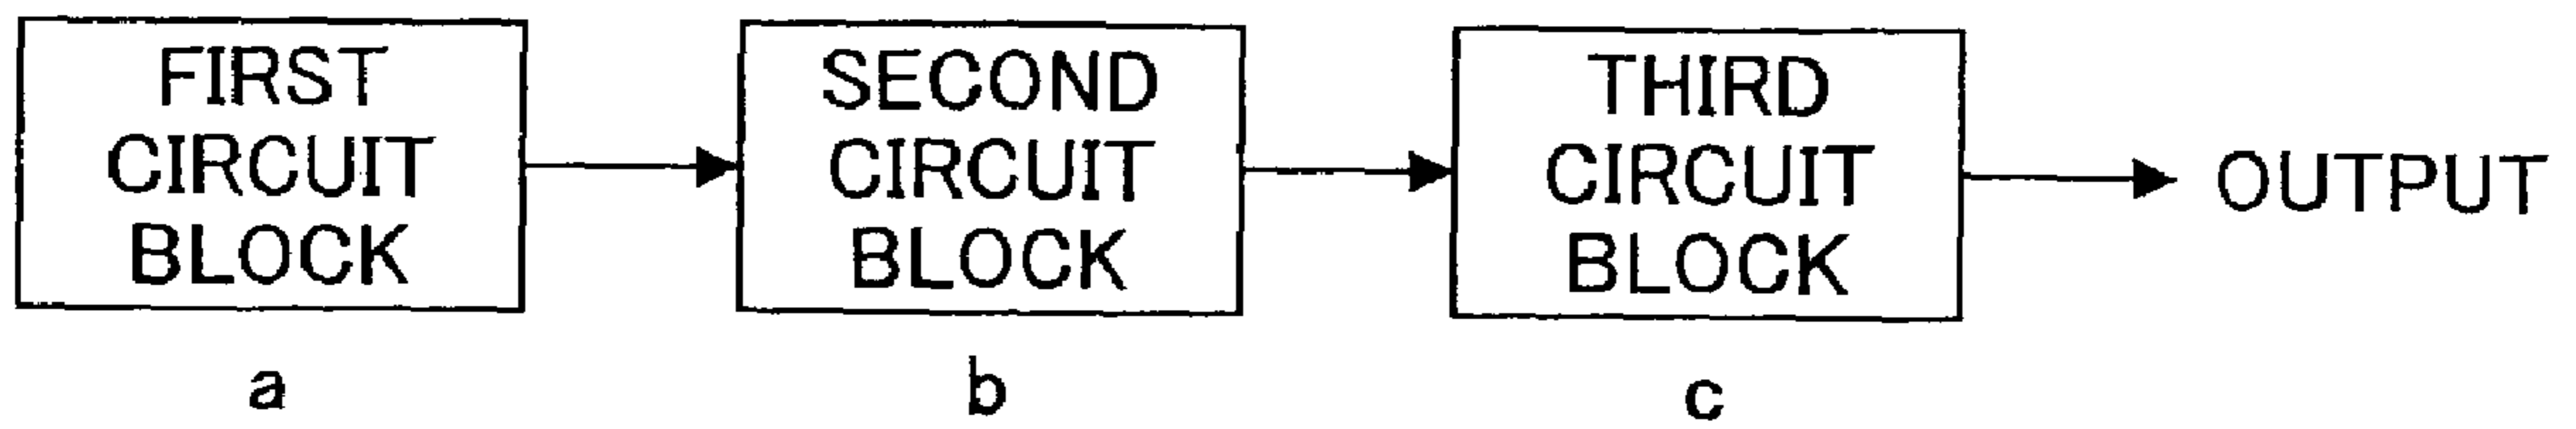 FIRST
CIRCUIT
BLOCK
a
SECOND
CIRCUIT
BLOCK
b
THIRD
CIRCUIT
BLOCK
c
OUTPUT